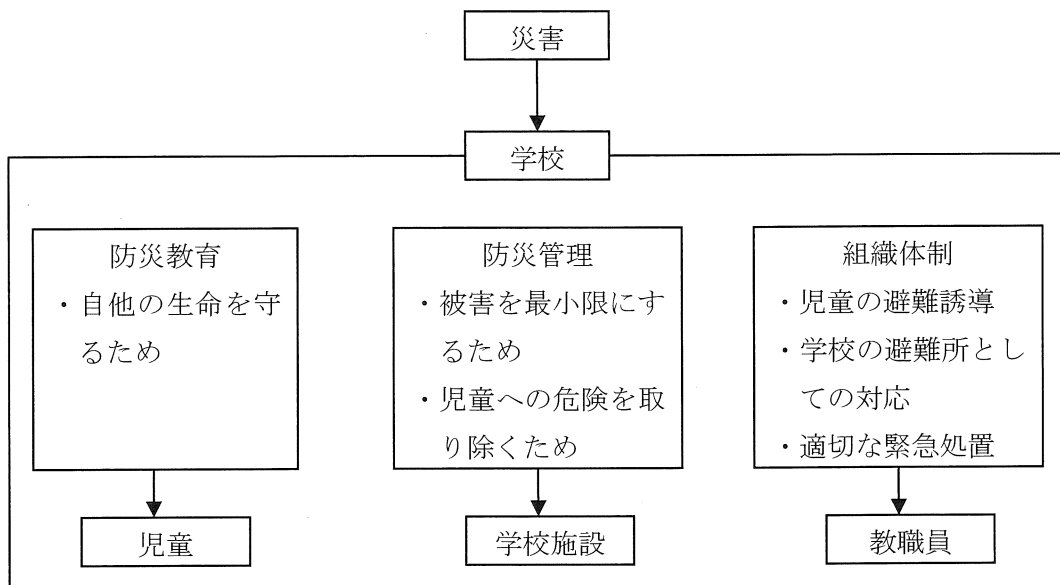 災害
学校
防災教育
・自他の生命を守
るため
児童
防災管理
・被害を最小限にす
るため
・児童への危険を取
り除くため
学校施設
組織体制
・児童の避難誘導
・学校の避難所とし
ての対応
・適切な緊急処置
教職員